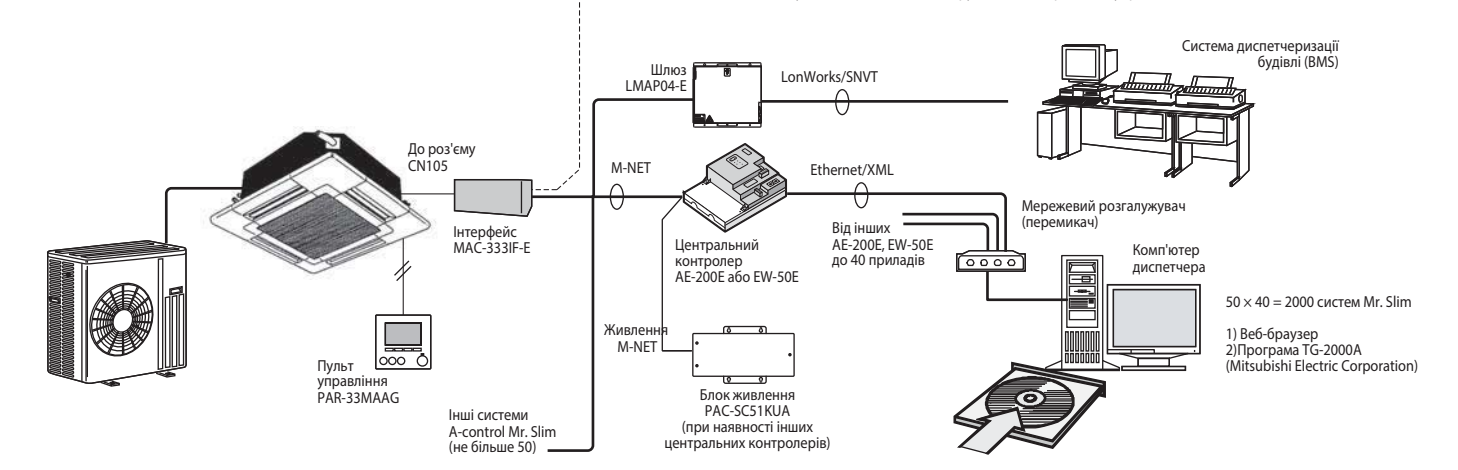 Система диспетчеризації
будівлі (BMS)
Шлюз
LMAP04-E
LonWorks/SNVT
До роз'єму
CN105
M-NET
Ethernet/XML
Інтерфейс
MAC-333IF-E
Центральний
контролер
AE-200E або EW-50E
Від інших
AE-200E, EW-50E
до 40 приладів
Мережевий розгалужувач
(перемикач)
Комп'ютер
диспетчера
50 × 40 = 2000 систем Mr. Slim
1) Веб-браузер
2)Програма TG-2000A
(Mitsubishi Electric Corporation)
Живлення
M-NET
Пульт
управління
PAR-33MAAG
Блок живлення
PAC-SC51KUA
(при наявності інших
центральних контролерів)
Інші системи
A-control Mr. Slim
(не більше 50)